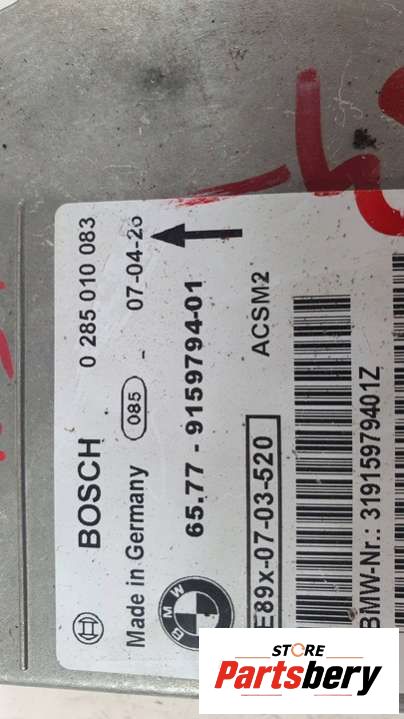 BOSCH 0 285 010 083
Made in Germany 085 - 07-04-26
BMW 65.77 - 9159794-01
E89x-07-03-520 ACSM2
BMW-Nr.: 31915979401Z
STORE
Partsbery